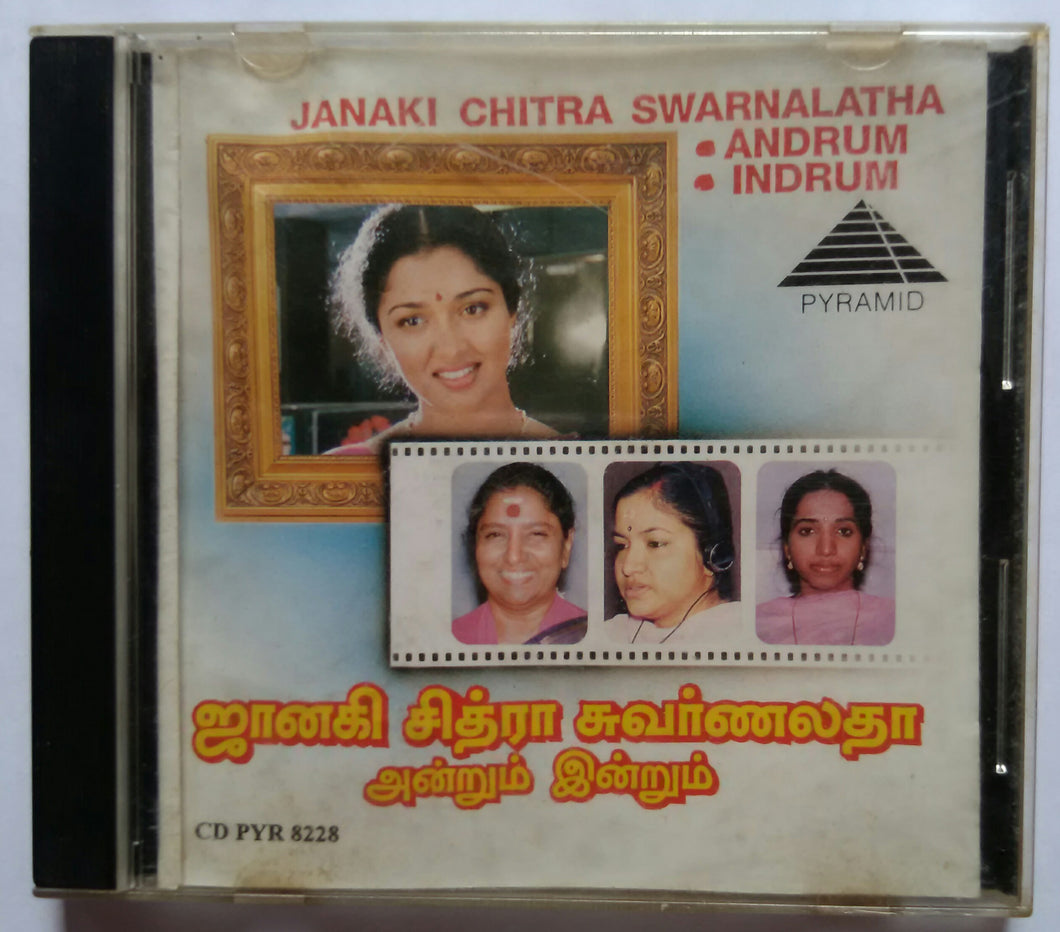 JANAKI CHITRA SWARNALATHA
• ANDRUM
• INDRUM
PYRAMID
ஜானகி சித்ரா சுவர்ணலதா
அன்றும் இன்றும்
CD PYR 8228